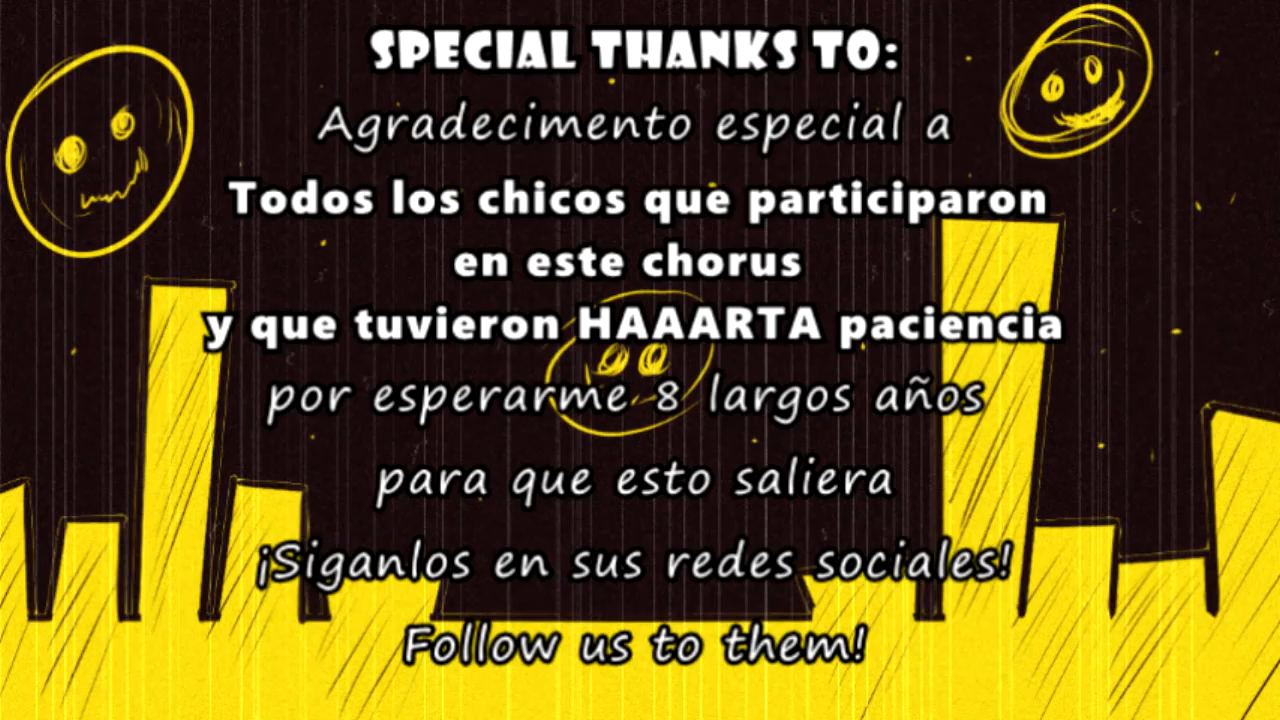 SPECIAL THANKS TO:
Agradecimento especial a
Todos los chicos que participaron
en este chorus
y que tuvieron HAAARTA paciencia
por esperarme 8 largos años
para que esto saliera
¡Siganlos en sus redes sociales!
Follow us to them!